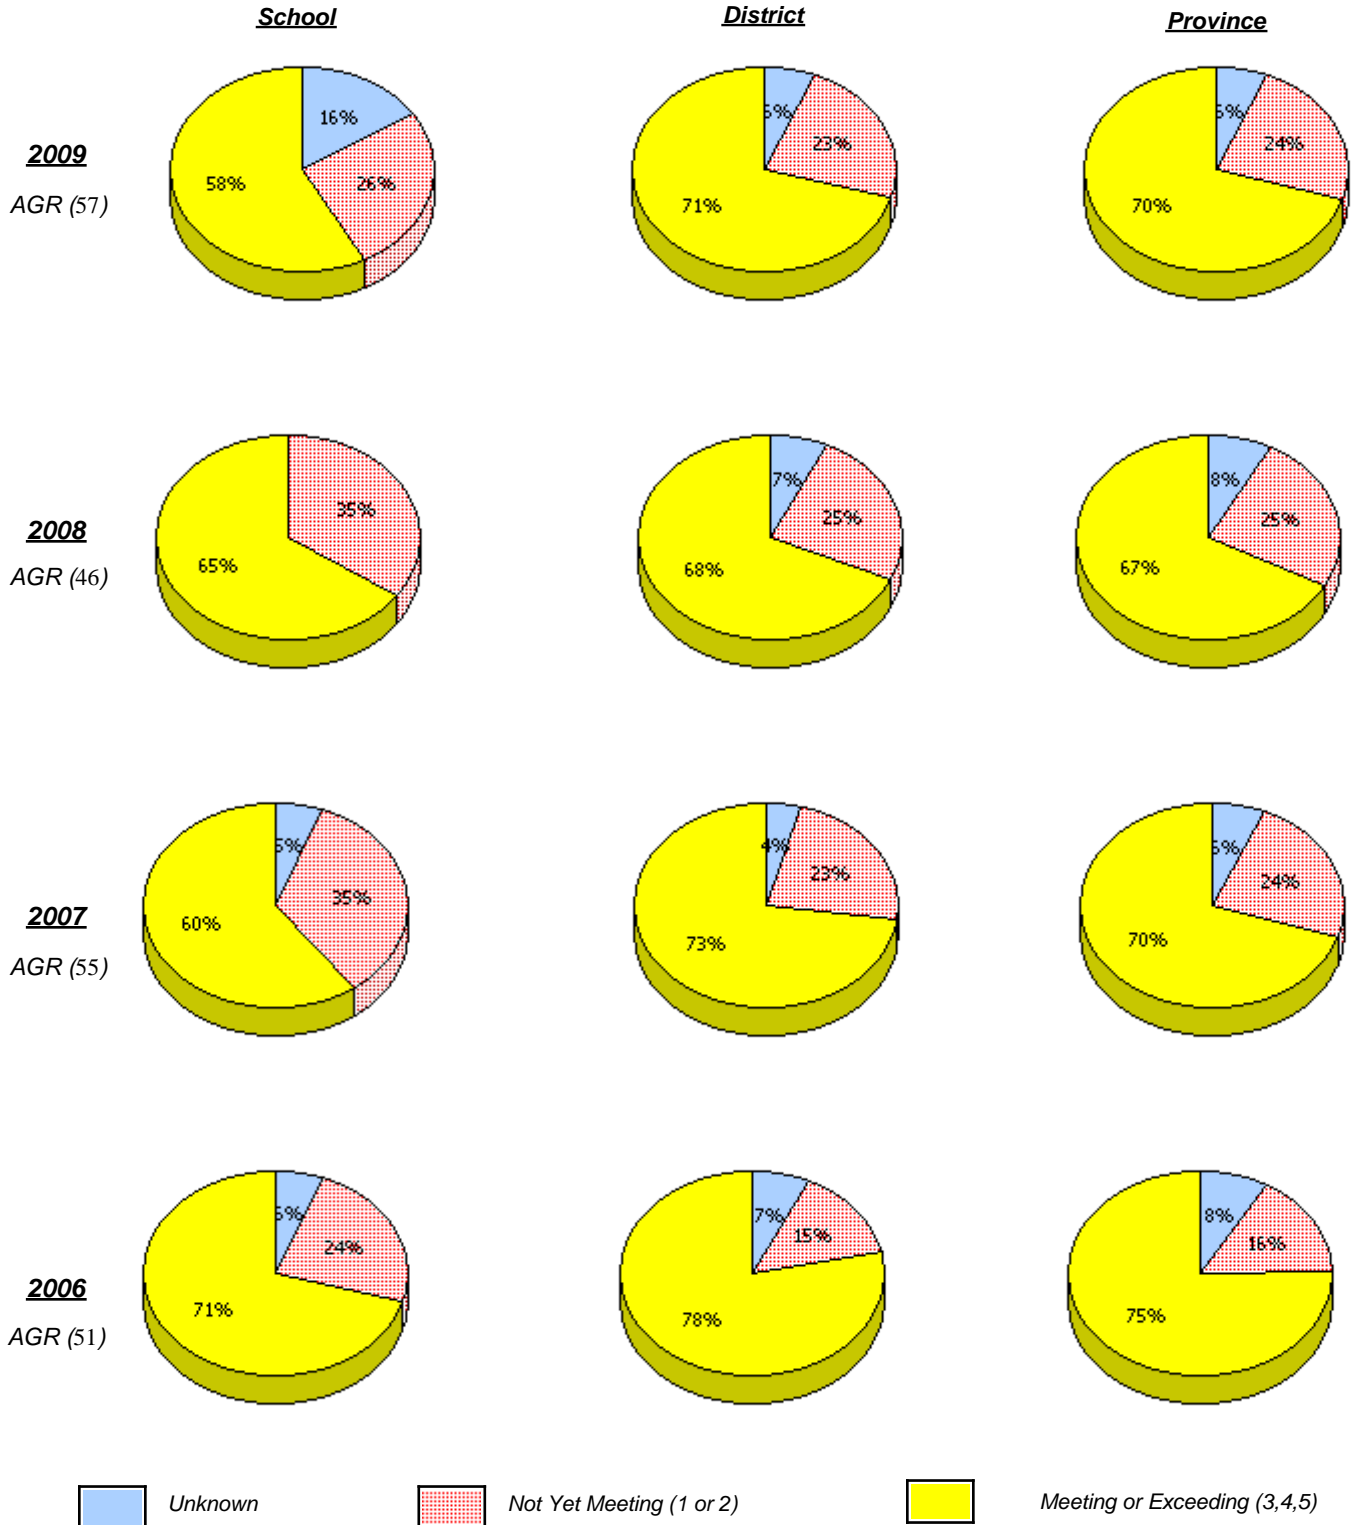 School District Province
16% 23% 24%
2009
58% 26% 71% 70%
AGR (57)
7% 8%
35% 25% 25%
2008
65% 68% 67%
AGR (46)
5% 4%
35% 23% 24%
2007
60% 73% 70%
AGR (55)
7% 8%
24% 15% 16%
2006
71% 78% 75%
AGR (51)
Unknown Not Yet Meeting (1 or 2) Meeting or Exceeding (3,4,5)